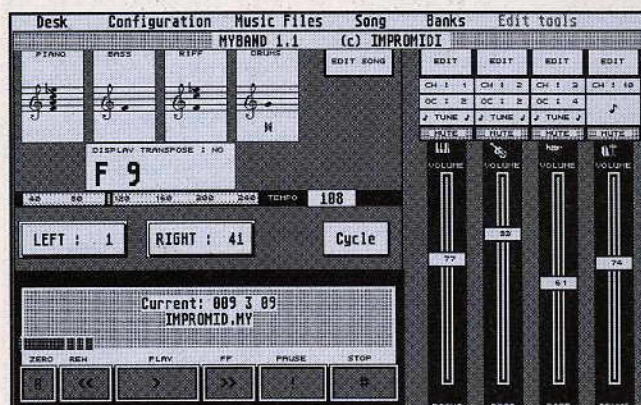 Desk Configuration Music Files Song Banks Edit tools
MYBAND 1.1 (c) IMPROMIDI
PIANO BASS RIFF DRUMS
EDIT SONG
EDIT EDIT EDIT EDIT
CH : 1 CH : 2 CH : 3 CH : 10
OC : 2 OC : 2 OC : 4
♪ TUNE ♪ ♪ TUNE ♪ ♪ TUNE ♪ ♪
MUTE MUTE MUTE MUTE
VOLUME VOLUME VOLUME VOLUME
DISPLAY TRANSPOSE : NO
F 9
40 80 120 160 200 240 TEMPO 108
LEFT : 1 RIGHT : 41 Cycle
77 61 74
Current: 009 3 09
IMPROMID.MY
ZERO REW PLAY FF PAUSE STOP
<< > >> !